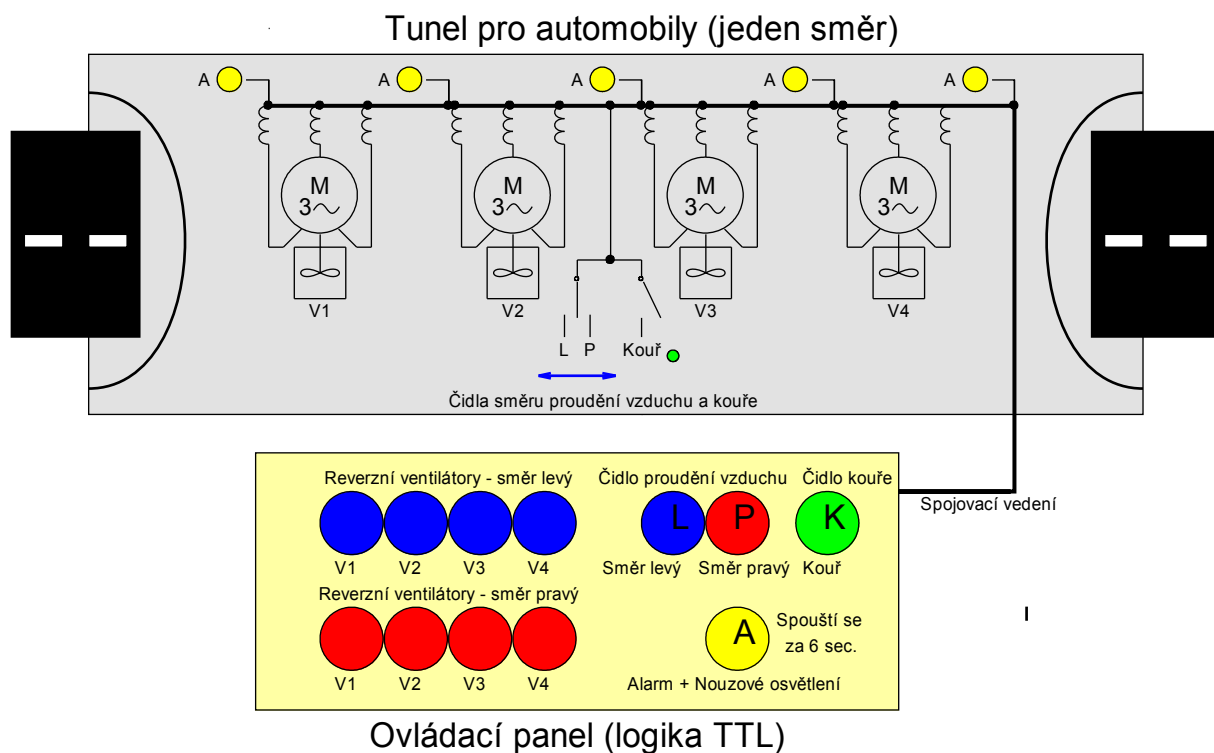 Tunel pro automobily (jeden směr)
A A A A A
M M M M
3 3 3 3
V1 V2 V3 V4
L P Kouř
Čidla směru proudění vzduchu a kouře
Reverzní ventilátory - směr levý Čidlo proudění vzduchu Čidlo kouře
Spojovací vedení
L P K
V1 V2 V3 V4 Směr levý Směr pravý Kouř
Reverzní ventilátory - směr pravý
A Spouští se
za 6 sec.
V1 V2 V3 V4 Alarm + Nouzové osvětlení
Ovládací panel (logika TTL)